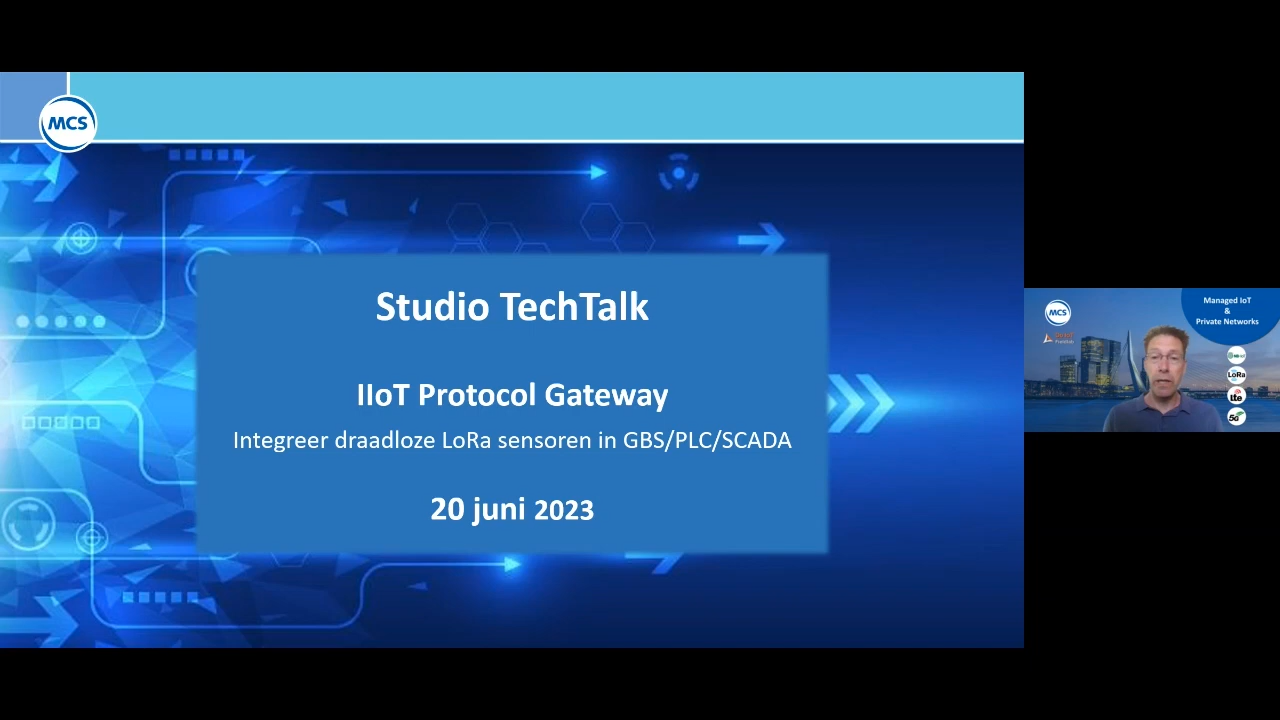 MCS
Studio TechTalk
IIoT Protocol Gateway
Integreer draadloze LoRa sensoren in GBS/PLC/SCADA
20 juni 2023
MCS
Managed IoT
&
Private Networks
LoRa
lte
5G